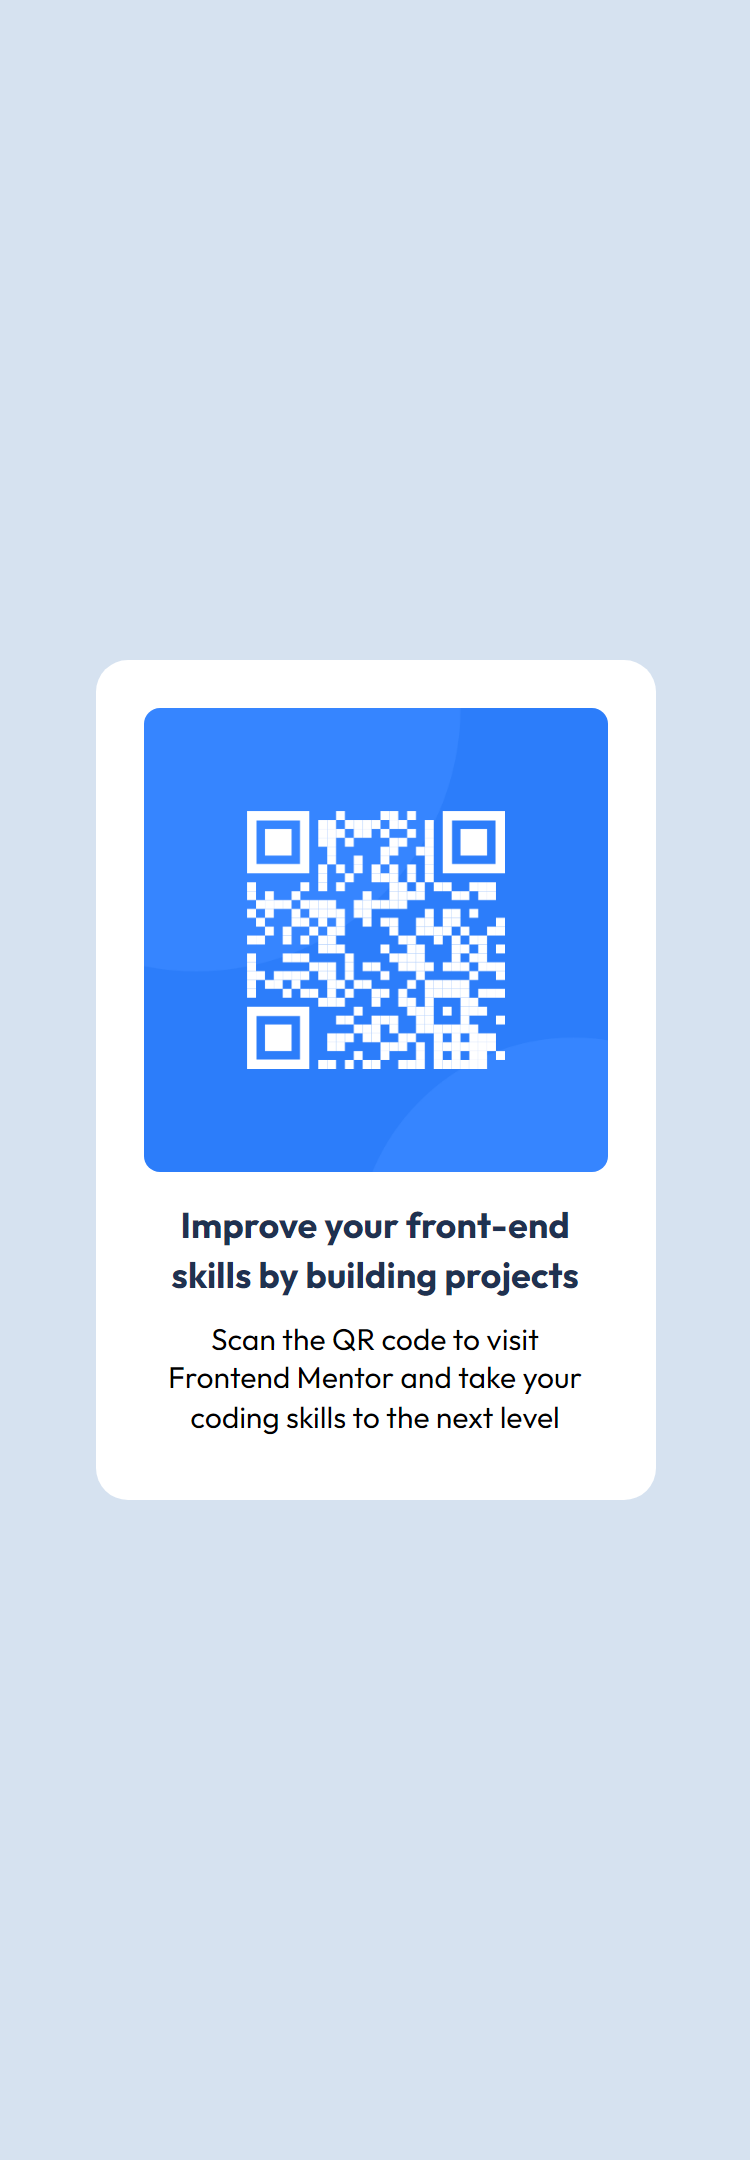 Improve your front-end
skills by building projects
Scan the QR code to visit
Frontend Mentor and take your
coding skills to the next level